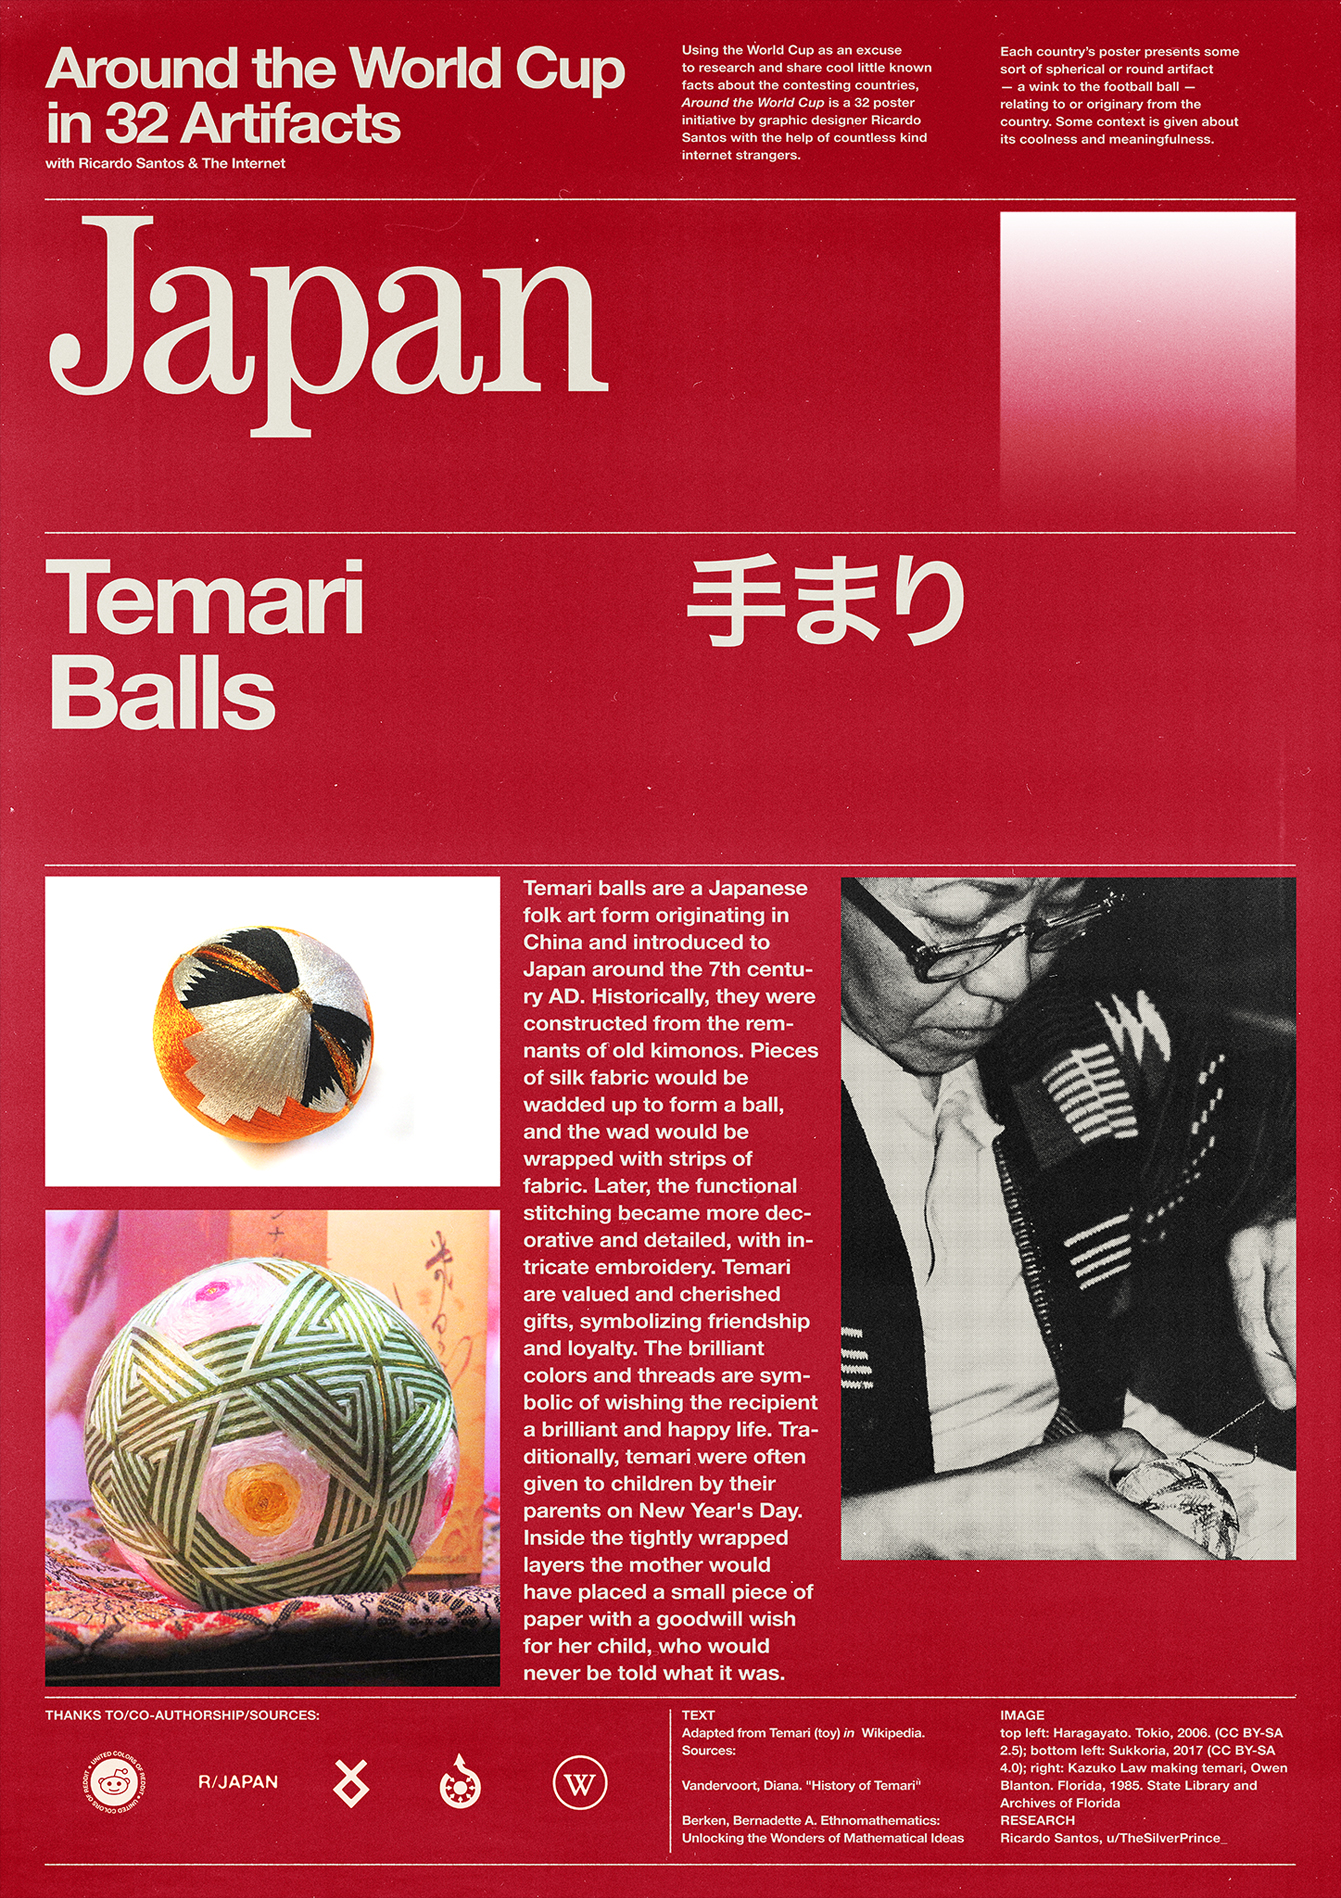 Around the World Cup
in 32 Artifacts
with Ricardo Santos & The Internet
Using the World Cup as an excuse
to research and share cool little known
facts about the contesting countries,
Around the World Cup is a 32 poster
initiative by graphic designer Ricardo
Santos with the help of countless kind
internet strangers.
Each country's poster presents some
sort of spherical or round artifact
— a wink to the football ball —
relating to or originary from the
country. Some context is given about
its coolness and meaningfulness.
Japan
Temari
Balls
手まり
Temari balls are a Japanese
folk art form originating in
China and introduced to
Japan around the 7th centu-
ry AD. Historically, they were
constructed from the rem-
nants of old kimonos. Pieces
of silk fabric would be
wadded up to form a ball,
and the wad would be
wrapped with strips of
fabric. Later, the functional
stitching became more dec-
orative and detailed, with in-
tricate embroidery. Temari
are valued and cherished
gifts, symbolizing friendship
and loyalty. The brilliant
colors and threads are sym-
bolic of wishing the recipient
a brilliant and happy life. Tra-
ditionally, temari were often
given to children by their
parents on New Year's Day.
Inside the tightly wrapped
layers the mother would
have placed a small piece of
paper with a goodwill wish
for her child, who would
never be told what it was.
THANKS TO/CO-AUTHORSHIP/SOURCES:
UNITED COLORS OF REDDIT • UNITED COLORS OF REDDIT •
R/JAPAN
W
TEXT
Adapted from Temari (toy) in Wikipedia.
Sources:
Vandervoort, Diana. "History of Temari"
Berken, Bernadette A. Ethnomathematics:
Unlocking the Wonders of Mathematical Ideas
IMAGE
top left: Haragayato. Tokio, 2006. (CC BY-SA
2.5); bottom left: Sukkoria, 2017 (CC BY-SA
4.0); right: Kazuko Law making temari, Owen
Blanton. Florida, 1985. State Library and
Archives of Florida
RESEARCH
Ricardo Santos, u/TheSilverPrince_